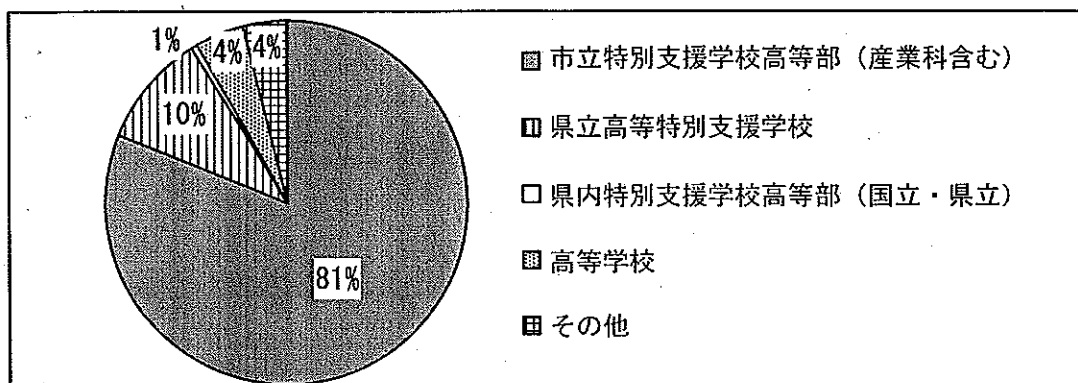 1%
4%
4%
10%
81%
市立特別支援学校高等部（産業科含む）
県立高等特別支援学校
県内特別支援学校高等部（国立・県立）
高等学校
その他